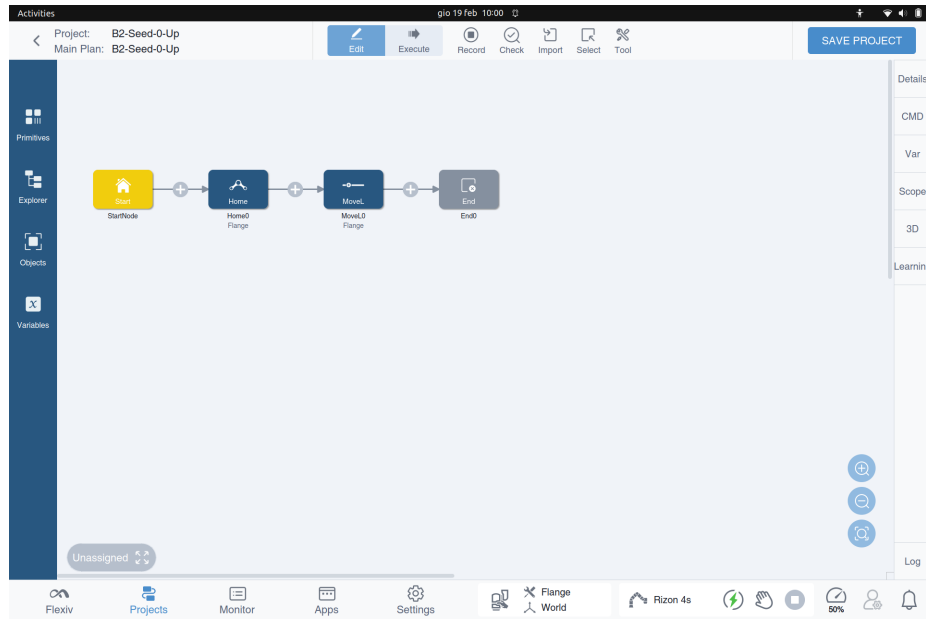 Activities
gio 19 feb 10:00
Project: B2-Seed-0-Up
Main Plan: B2-Seed-0-Up
Edit
Execute
Record
Check
Import
Select
Tool
SAVE PROJECT
Primitives
Explorer
Objects
x
Variables
Start
StartNode
Home
Home0
Flange
MoveL
MoveL0
Flange
End
End0
Details
CMD
Var
Scope
3D
Learnin
Log
Unassigned
Flexiv
Projects
Monitor
Apps
Settings
Flange
World
Rizon 4s
50%